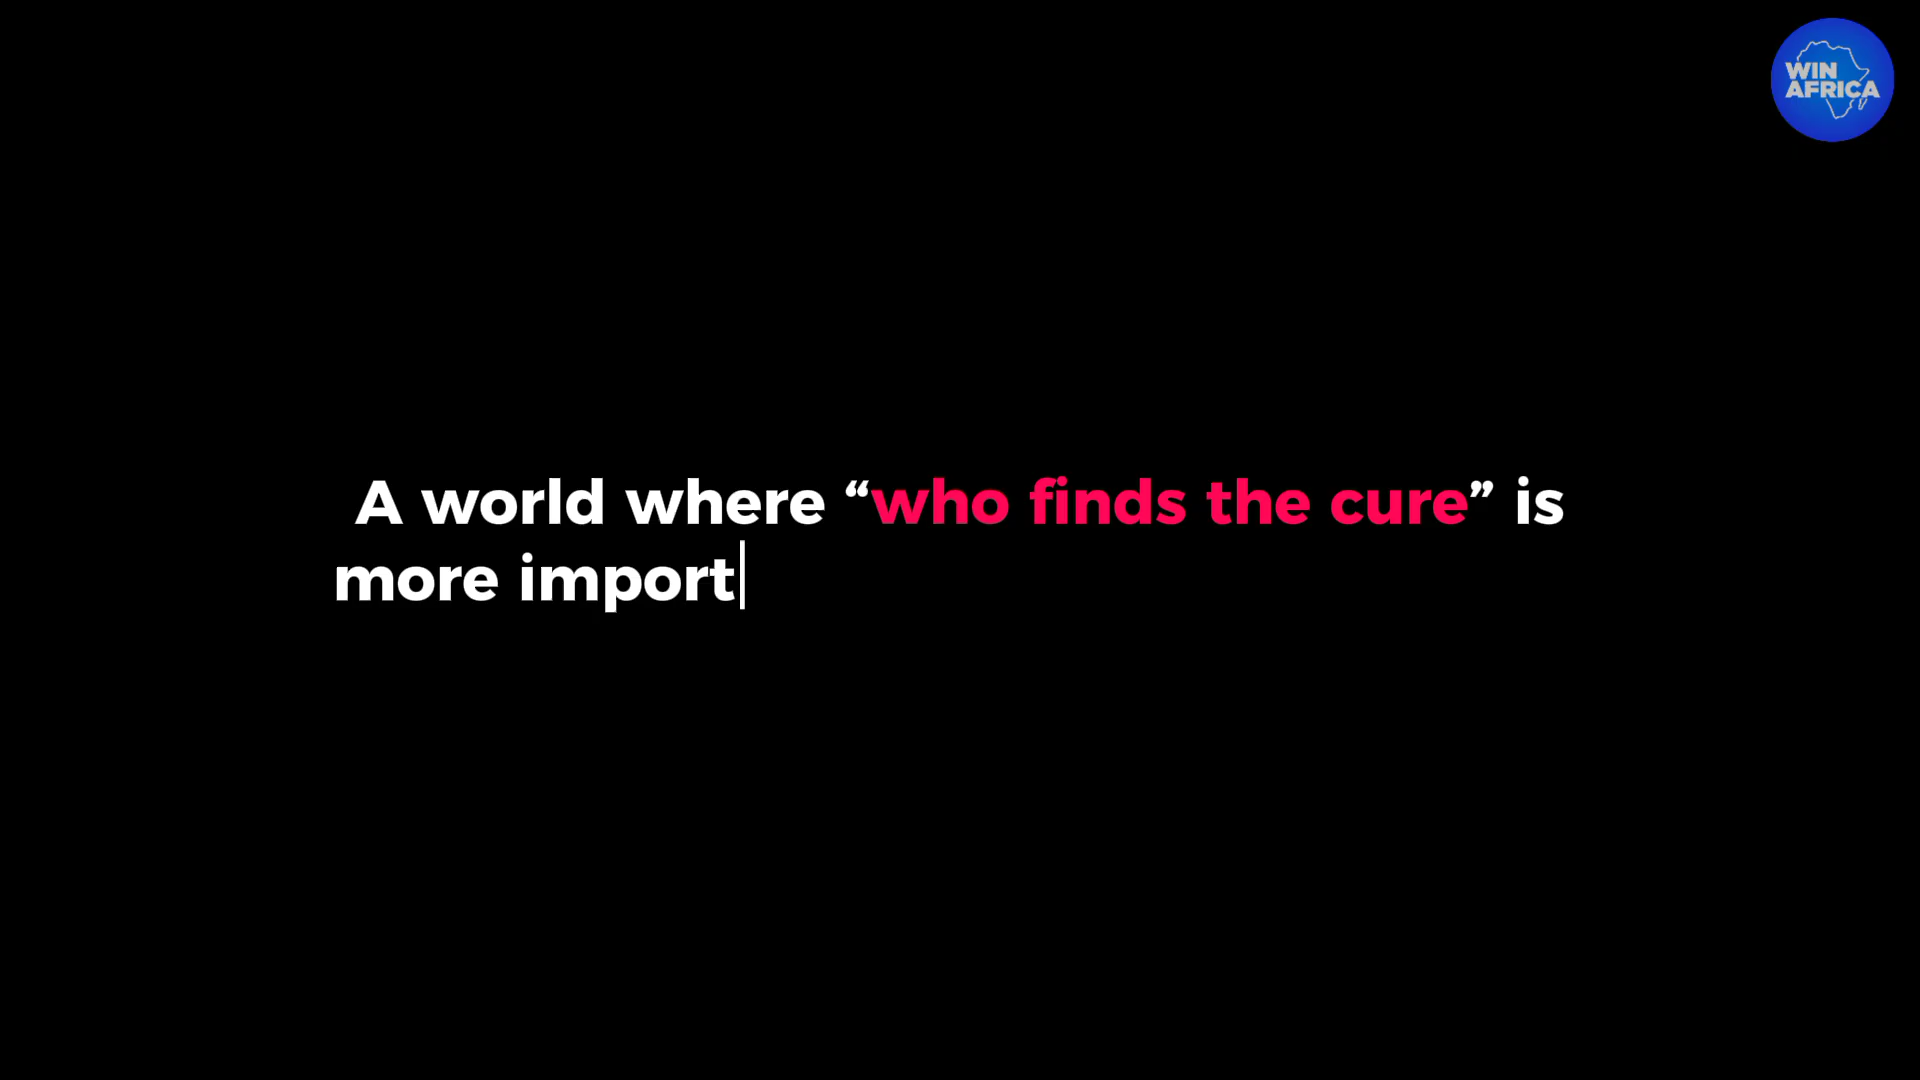 WIN
AFRICA
A world where “who finds the cure” is
more import